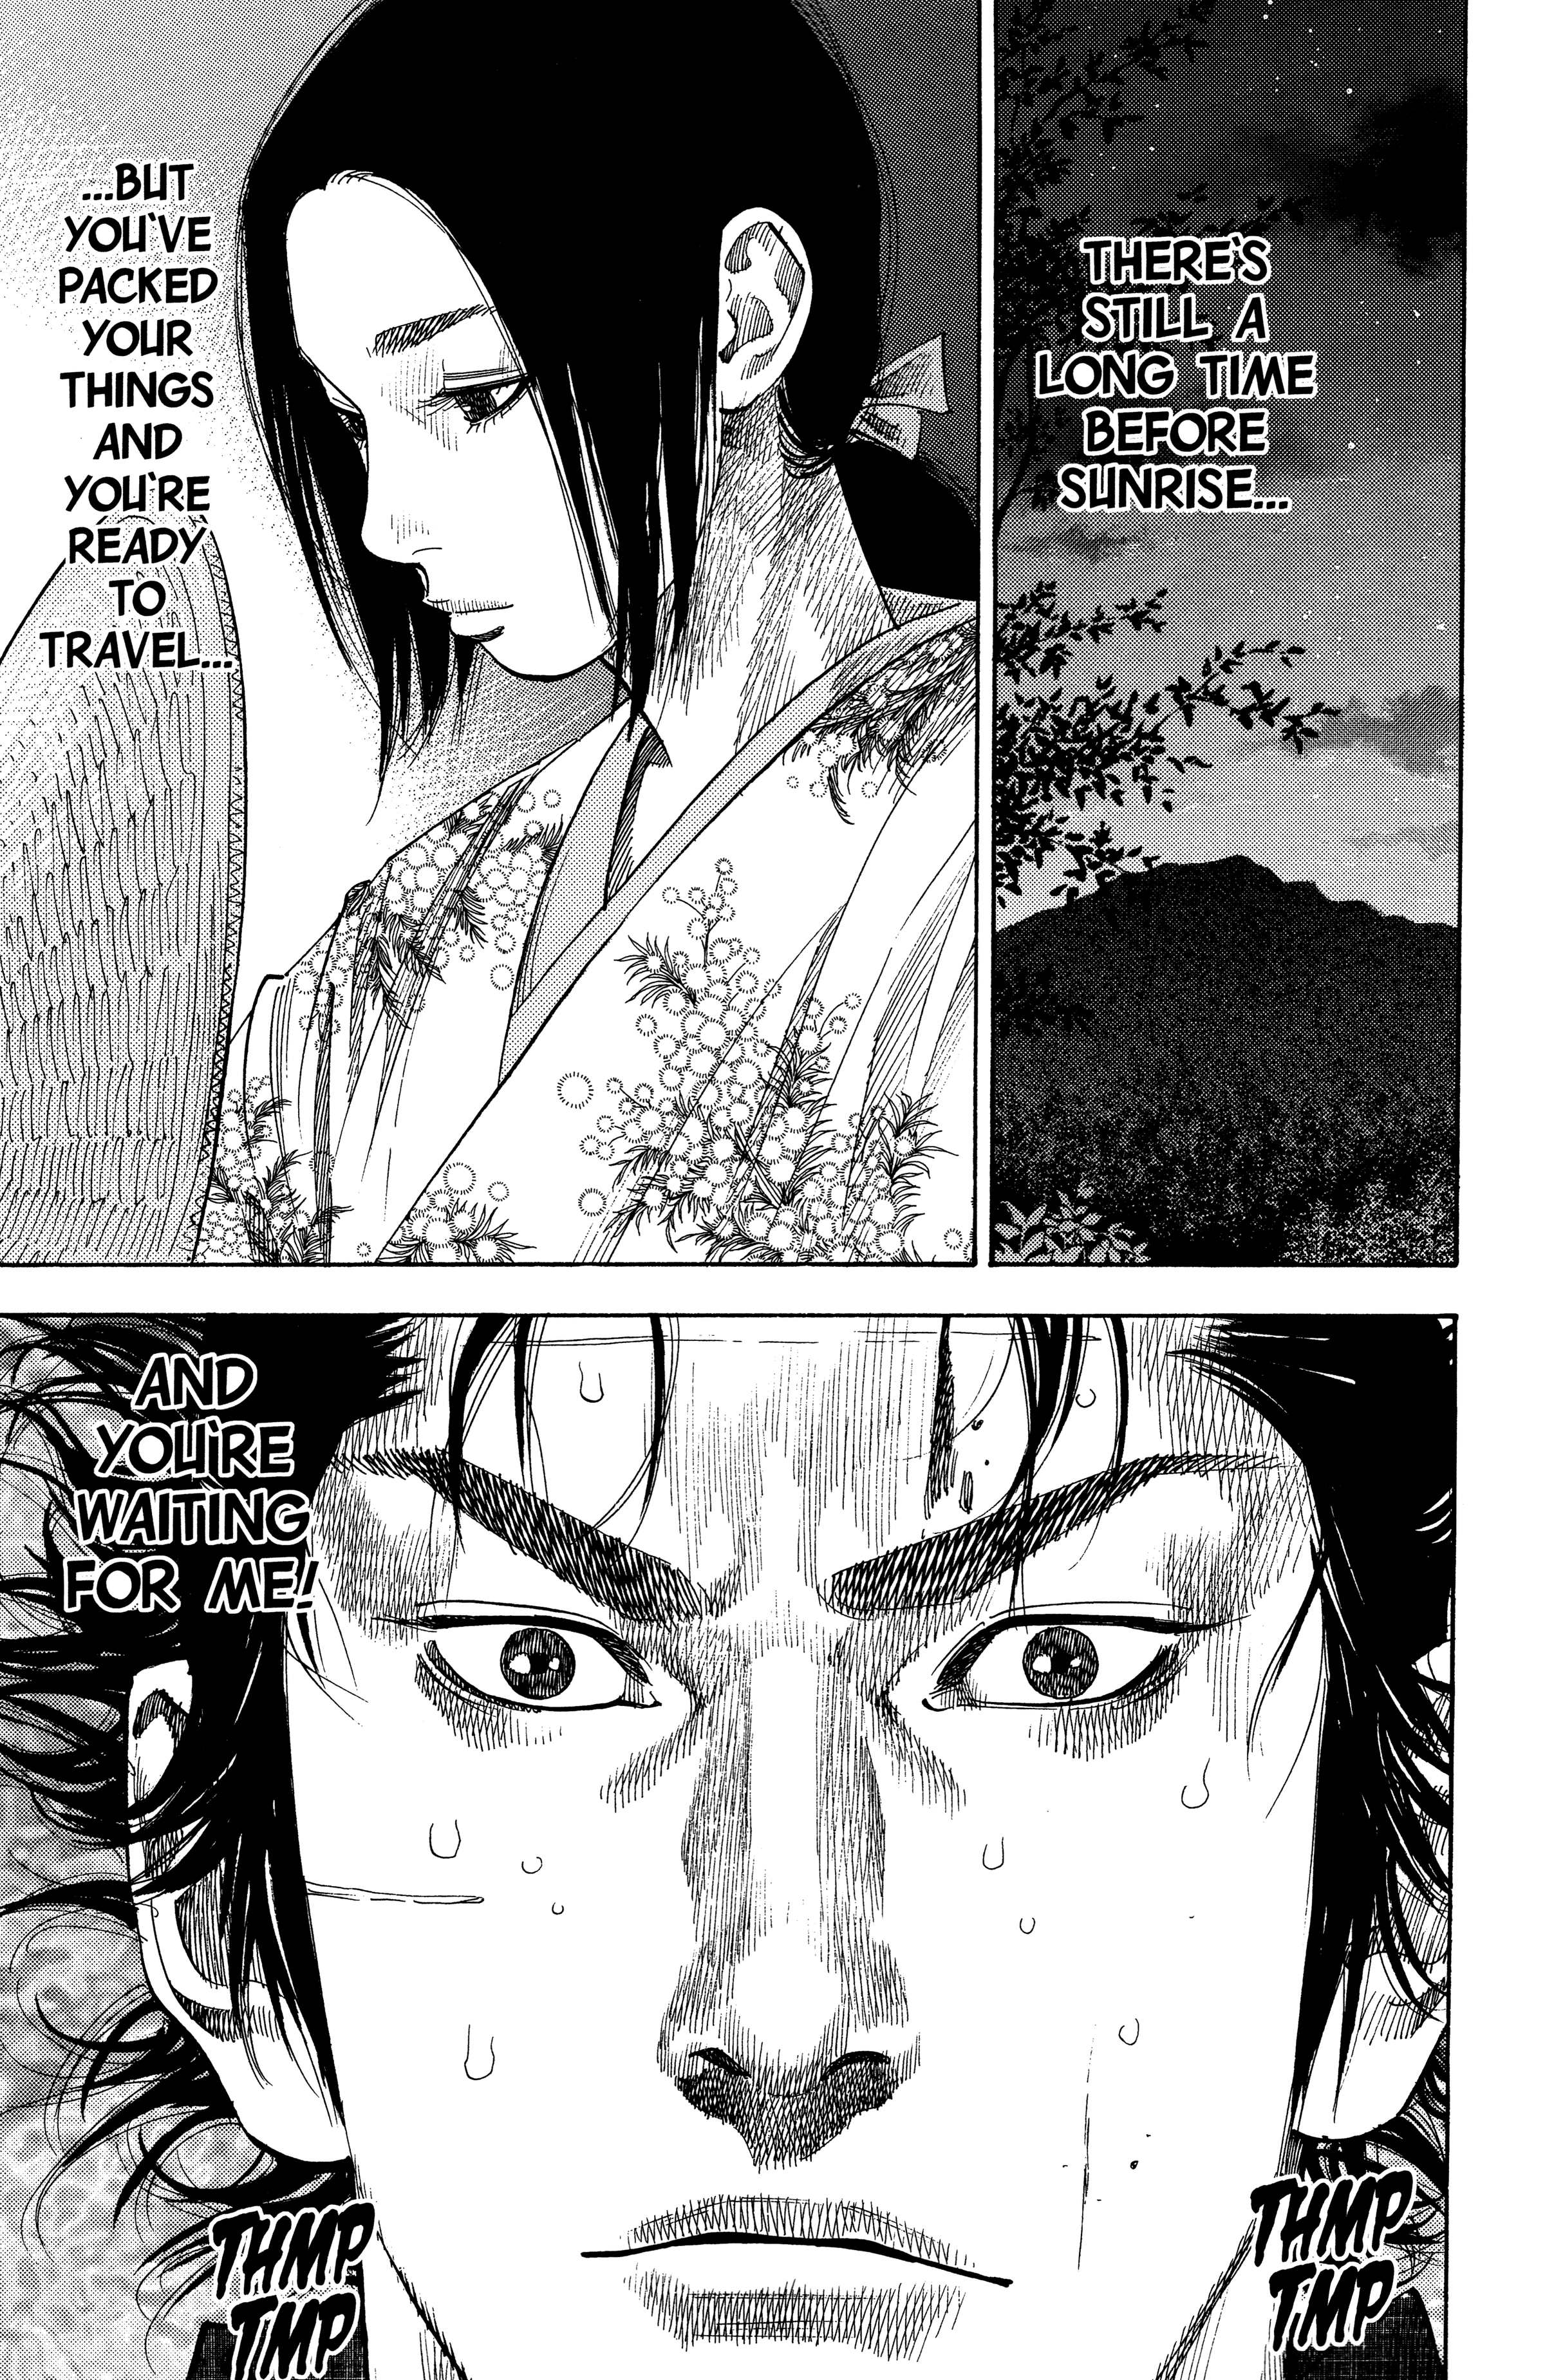 THERE'S
STILL A
LONG TIME
BEFORE
SUNRISE...
...BUT
YOU'VE
PACKED
YOUR
THINGS
AND
YOU'RE
READY
TO
TRAVEL...
AND
YOU'RE
WAITING
FOR ME!
THMP
TMP
THMP
TMP